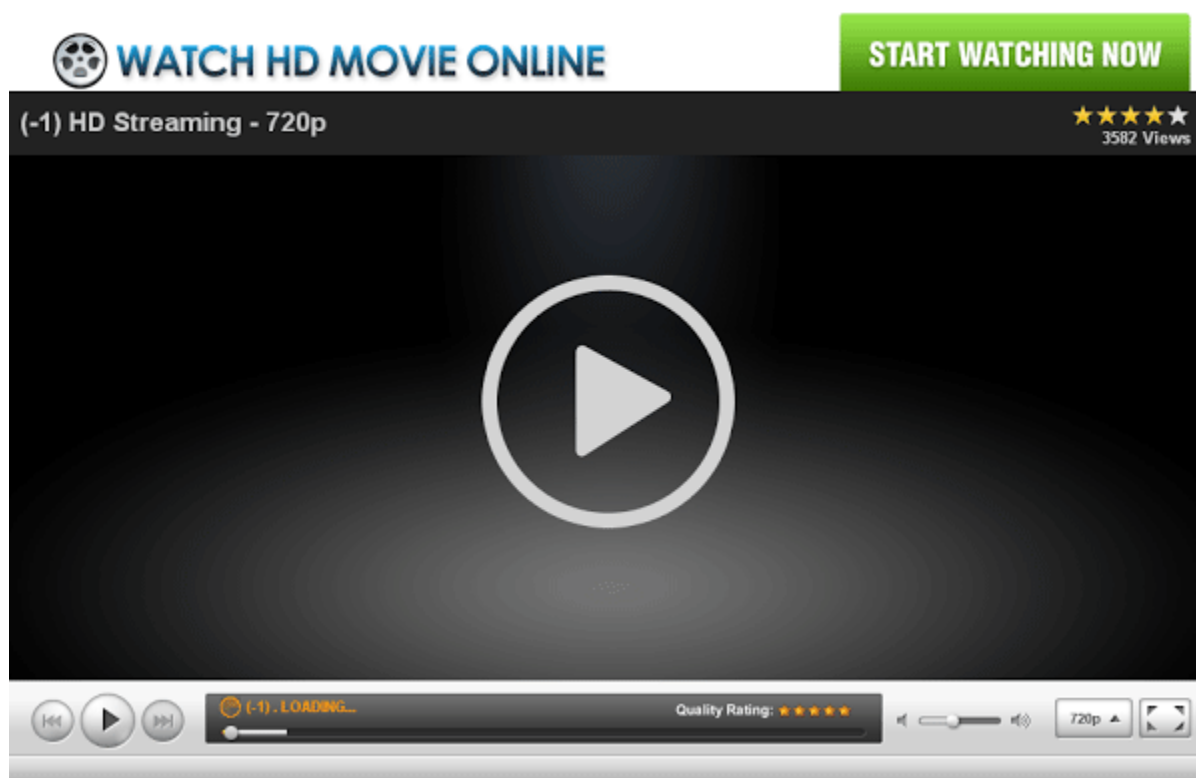 WATCH HD MOVIE ONLINE
START WATCHING NOW
(-1) HD Streaming - 720p
3582 Views
(-1) . LOADING...
Quality Rating:
720p